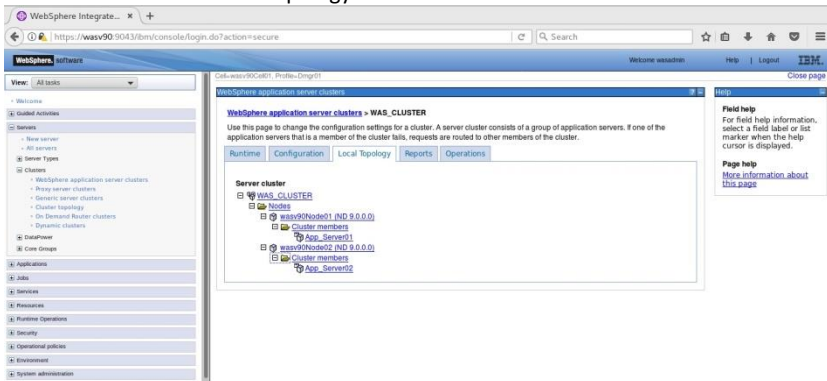 topology
WebSphere Integrate... × +
https://wasv90:9043/ibm/console/login.do?action=secure
Search
WebSphere. software
Welcome wasadmin
Help | Logout
IBM.
View: All tasks
Cell=wasv90Cell01, Profile=Dmgr01
Close page
Welcome
Guided Activities
Servers
New server
All servers
Server Types
Clusters
WebSphere application server clusters
Proxy server clusters
Generic server clusters
Cluster topology
On Demand Router clusters
Dynamic clusters
DataPower
Core Groups
Applications
Jobs
Services
Resources
Runtime Operations
Security
Operational policies
Environment
System administration
WebSphere application server clusters
WebSphere application server clusters > WAS_CLUSTER
Use this page to change the configuration settings for a cluster. A server cluster consists of a group of application servers. If one of the
application servers that is a member of the cluster fails, requests are routed to other members of the cluster.
Runtime Configuration Local Topology Reports Operations
Server cluster
WAS_CLUSTER
Nodes
wasv90Node01 (ND 9.0.0.0)
Cluster members
App_Server01
wasv90Node02 (ND 9.0.0.0)
Cluster members
App_Server02
Help
Field help
For field help information,
select a field label or list
marker when the help
cursor is displayed.
Page help
More information about
this page